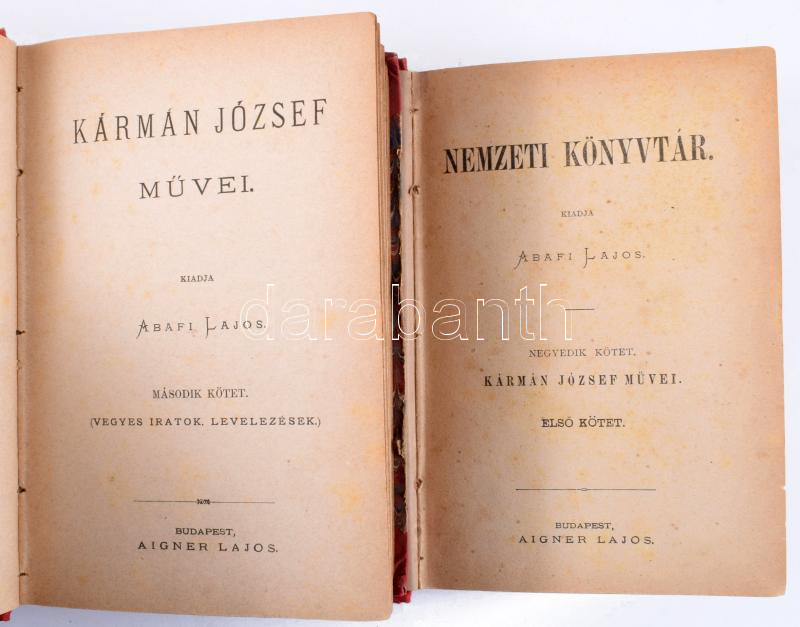 KÁRMÁN JÓZSEF
MŰVEI.
KIADJA
ABAFI LAJOS.
MÁSODIK KÖTET.
(VEGYES IRATOK. LEVELEZÉSEK.)
BUDAPEST,
AIGNER LAJOS.
NEMZETI KÖNYVTÁR.
KIADJA
ABAFI LAJOS.
NEGYEDIK KÖTET.
KÁRMÁN JÓZSEF MŰVEI.
ELSŐ KÖTET.
BUDAPEST,
AIGNER LAJOS.
darabanth